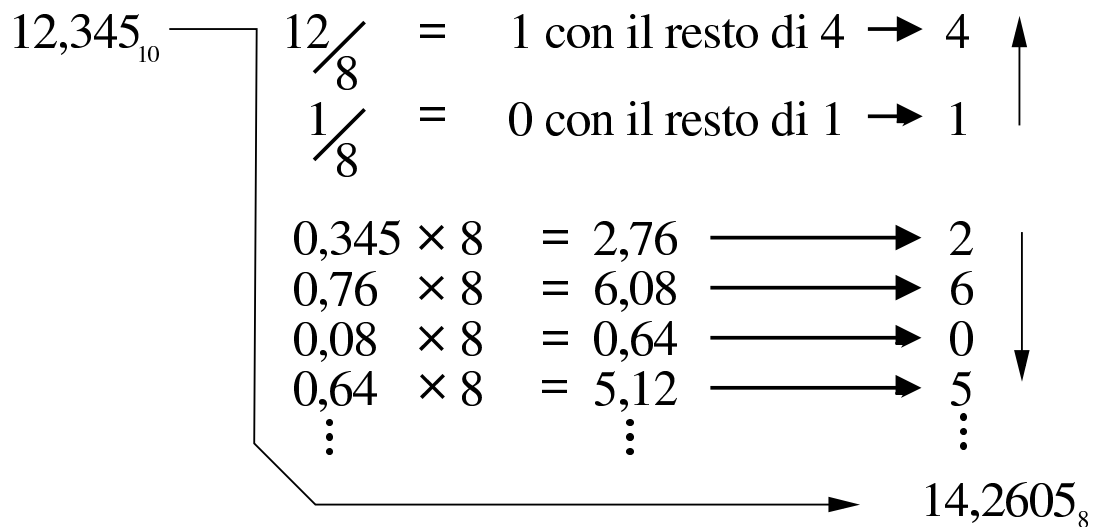 12,345₁₀ 12/8 = 1 con il resto di 4 → 4
1/8 = 0 con il resto di 1 → 1
0,345 × 8 = 2,76 → 2
0,76 × 8 = 6,08 → 6
0,08 × 8 = 0,64 → 0
0,64 × 8 = 5,12 → 5
⋮ ⋮ ⋮
14,2605₈